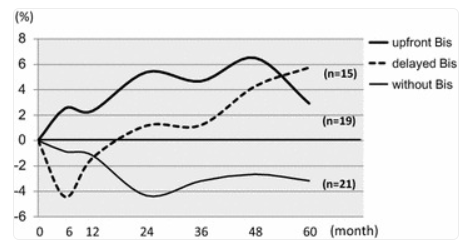 (%)
8
6
4
2
0
-2
-4
-6
0 6 12 24 36 48 60 (month)
(n=15)
(n=19)
(n=21)
upfront Bis
delayed Bis
without Bis